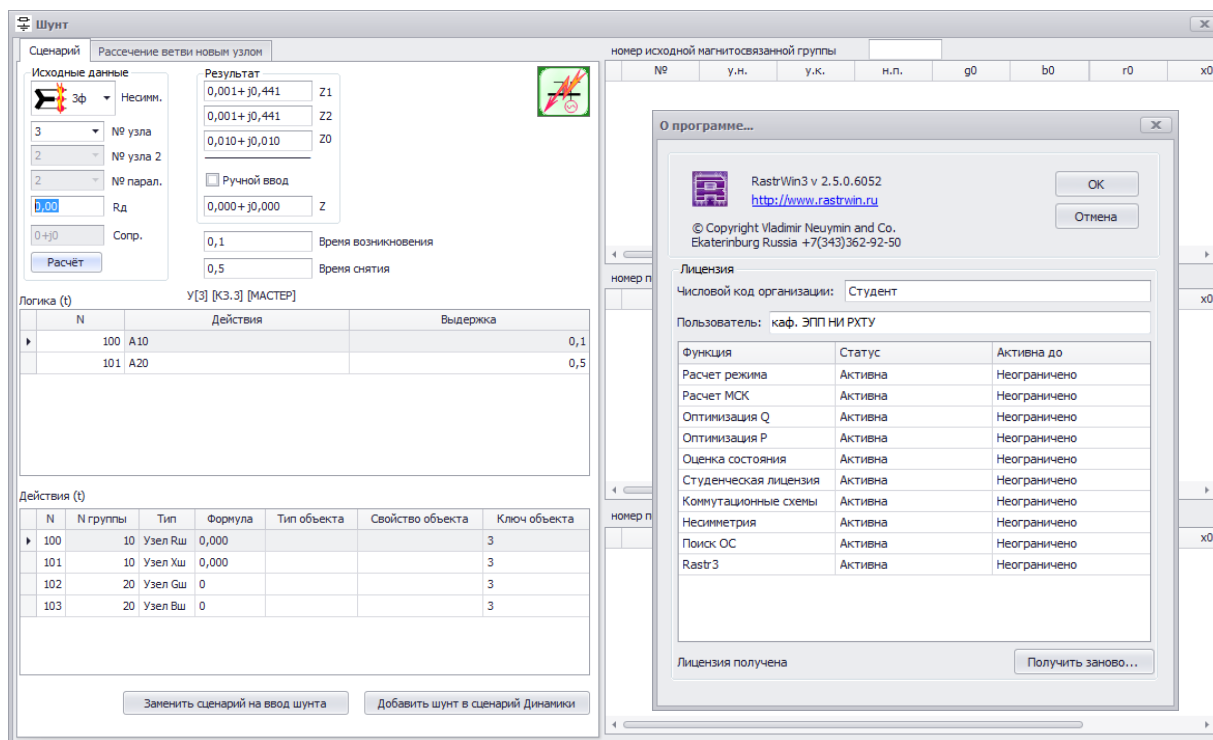 Шунт
Сценарий
Рассечение ветви новым узлом
Исходные данные
3ф
Несимм.
3
№ узла
2
№ узла 2
2
№ парал.
0,00
Rд
0+j0
Сопр.
Расчёт
Результат
0,001+j0,441
Z1
0,001+j0,441
Z2
0,010+j0,010
Z0
Ручной ввод
0,000+j0,000
Z
0,1
Время возникновения
0,5
Время снятия
У[3] [КЗ.3] [МАСТЕР]
Логика (t)
N Действия Выдержка
100 A10 0,1
101 A20 0,5
Действия (t)
N N группы Тип Формула Тип объекта Свойство объекта Ключ объекта
100 10 Узел Rш 0,000 3
101 10 Узел Xш 0,000 3
102 20 Узел Gш 0 3
103 20 Узел Bш 0 3
Заменить сценарий на ввод шунта
Добавить шунт в сценарий Динамики
номер исходной магнитосвязанной группы
№ у.н. у.к. н.п. g0 b0 r0 x0
номер п
x0
номер п
x0
О программе...
RastrWin3 v 2.5.0.6052
http://www.rastrwin.ru
© Copyright Vladimir Neuymin and Co.
Ekaterinburg Russia +7(343)362-92-50
OK
Отмена
Лицензия
Числовой код организации: Студент
Пользователь: каф. ЭПП НИ РХТУ
Функция Статус Активна до
Расчет режима Активна Неограничено
Расчет МСК Активна Неограничено
Оптимизация Q Активна Неограничено
Оптимизация P Активна Неограничено
Оценка состояния Активна Неограничено
Студенческая лицензия Активна Неограничено
Коммутационные схемы Активна Неограничено
Несимметрия Активна Неограничено
Поиск ОС Активна Неограничено
Rastr3 Активна Неограничено
Лицензия получена
Получить заново...